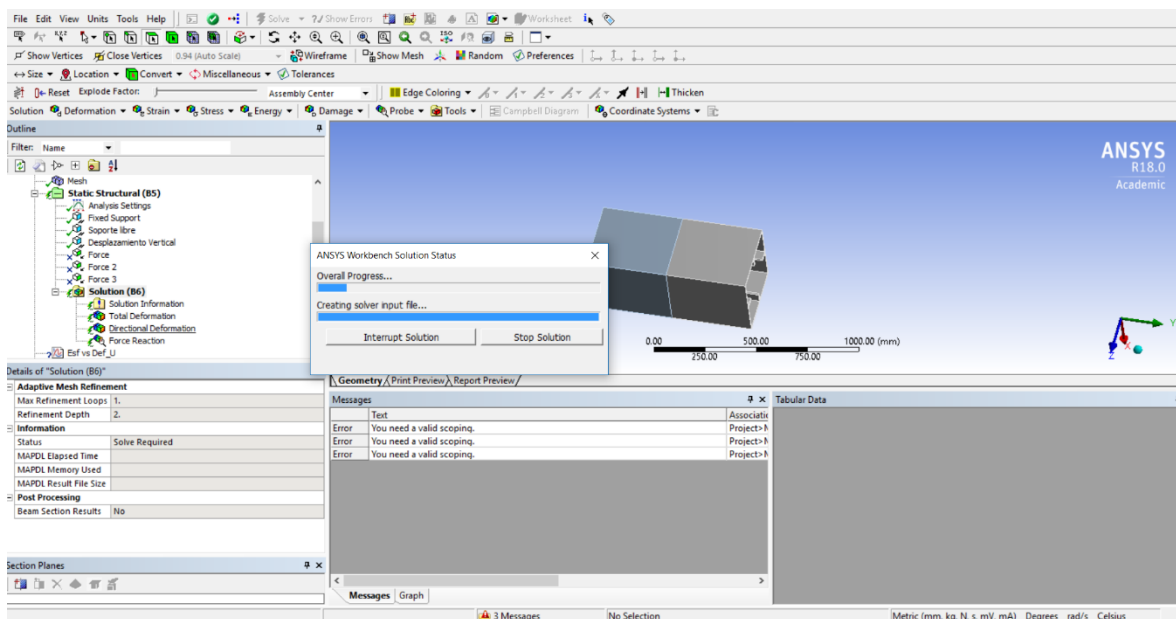 File Edit View Units Tools Help Solve ?/ Show Errors Worksheet
Show Vertices Close Vertices 0.94 (Auto Scale) Wireframe Show Mesh Random Preferences
Size Location Convert Miscellaneous Tolerances
Reset Explode Factor: Assembly Center Edge Coloring Thicken
Solution Deformation Strain Stress Energy Damage Probe Tools Campbell Diagram Coordinate Systems
Outline
Filter: Name
Mesh
Static Structural (B5)
Analysis Settings
Fixed Support
Soporte libre
Desplazamiento Vertical
Force
Force 2
Force 3
Solution (B6)
Solution Information
Total Deformation
Directional Deformation
Force Reaction
Esf vs Def_U
Details of "Solution (B6)"
Adaptive Mesh Refinement
Max Refinement Loops 1.
Refinement Depth 2.
Information
Status Solve Required
MAPDL Elapsed Time
MAPDL Memory Used
MAPDL Result File Size
Post Processing
Beam Section Results No
Section Planes
ANSYS
R18.0
Academic
ANSYS Workbench Solution Status
Overall Progress...
Creating solver input file...
Interrupt Solution Stop Solution
0.00 500.00 1000.00 (mm)
250.00 750.00
Y
Z
X
Geometry Print Preview Report Preview
Messages
Text Associatio
Error You need a valid scoping. Project>N
Error You need a valid scoping. Project>N
Error You need a valid scoping. Project>N
Messages Graph
Tabular Data
3 Messages No Selection Metric (mm, kg, N, s, mV, mA) Degrees rad/s Celsius